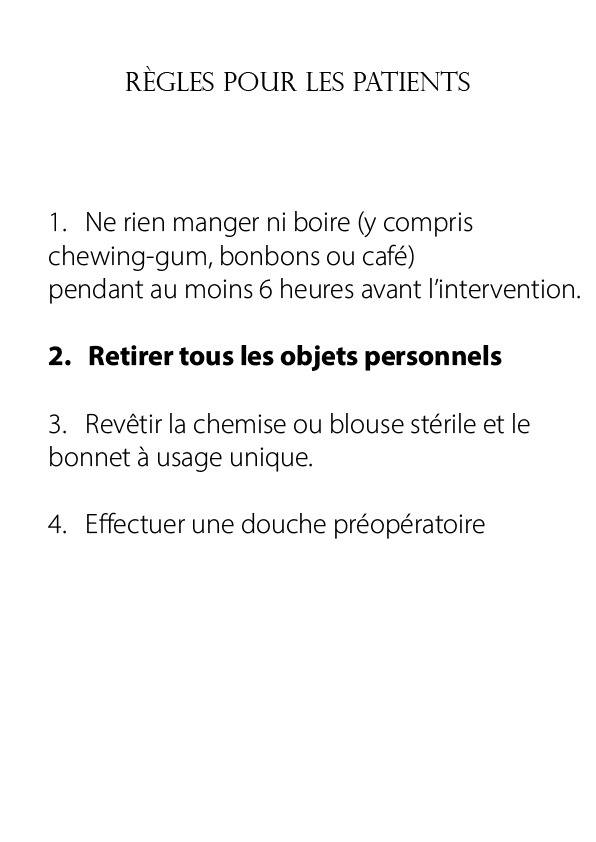 RÈGLES POUR LES PATIENTS
1. Ne rien manger ni boire (y compris
chewing-gum, bonbons ou café)
pendant au moins 6 heures avant l’intervention.
2. Retirer tous les objets personnels
3. Revêtir la chemise ou blouse stérile et le
bonnet à usage unique.
4. Effectuer une douche préopératoire